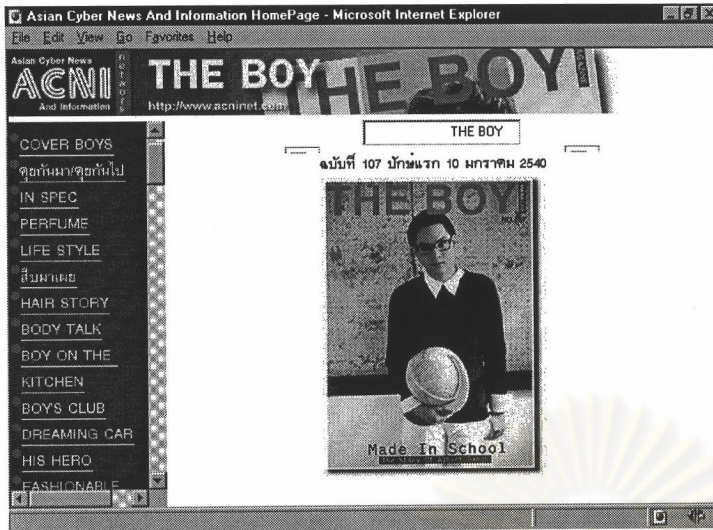 Asian Cyber News And Information HomePage - Microsoft Internet Explorer
File Edit View Go Favorites Help
Asian Cyber News
ACNI
And Information
network
THE BOY
http://www.acninet.com
THE BOY
COVER BOYS
คุยกันมา/คุยกันไป
IN SPEC
PERFUME
LIFE STYLE
สืบมาเผย
HAIR STORY
BODY TALK
BOY ON THE
KITCHEN
BOY'S CLUB
DREAMING CAR
HIS HERO
FASHIONABLE
THE BOY
ฉบับที่ 107 ปักษ์แรก 10 มกราคม 2540
THE BOY
Made In School